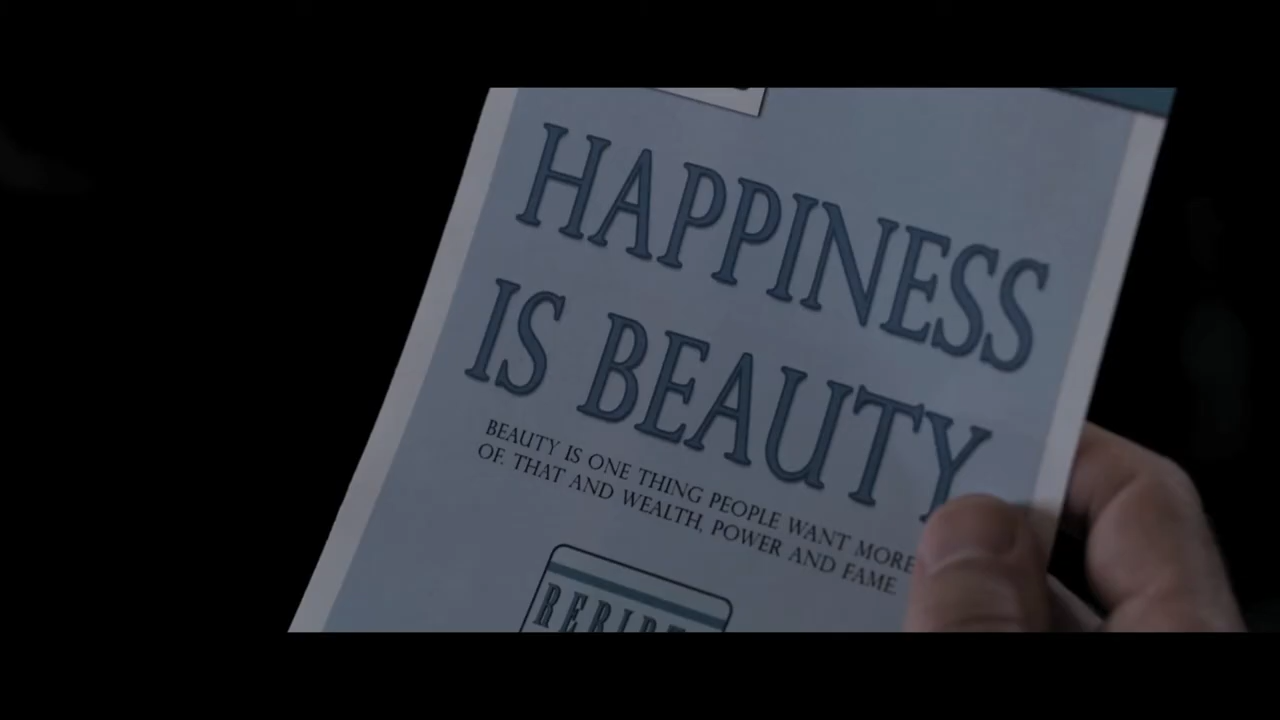 HAPPINESS
IS BEAUTY
BEAUTY IS ONE THING PEOPLE WANT MORE
OF. THAT AND WEALTH, POWER AND FAME